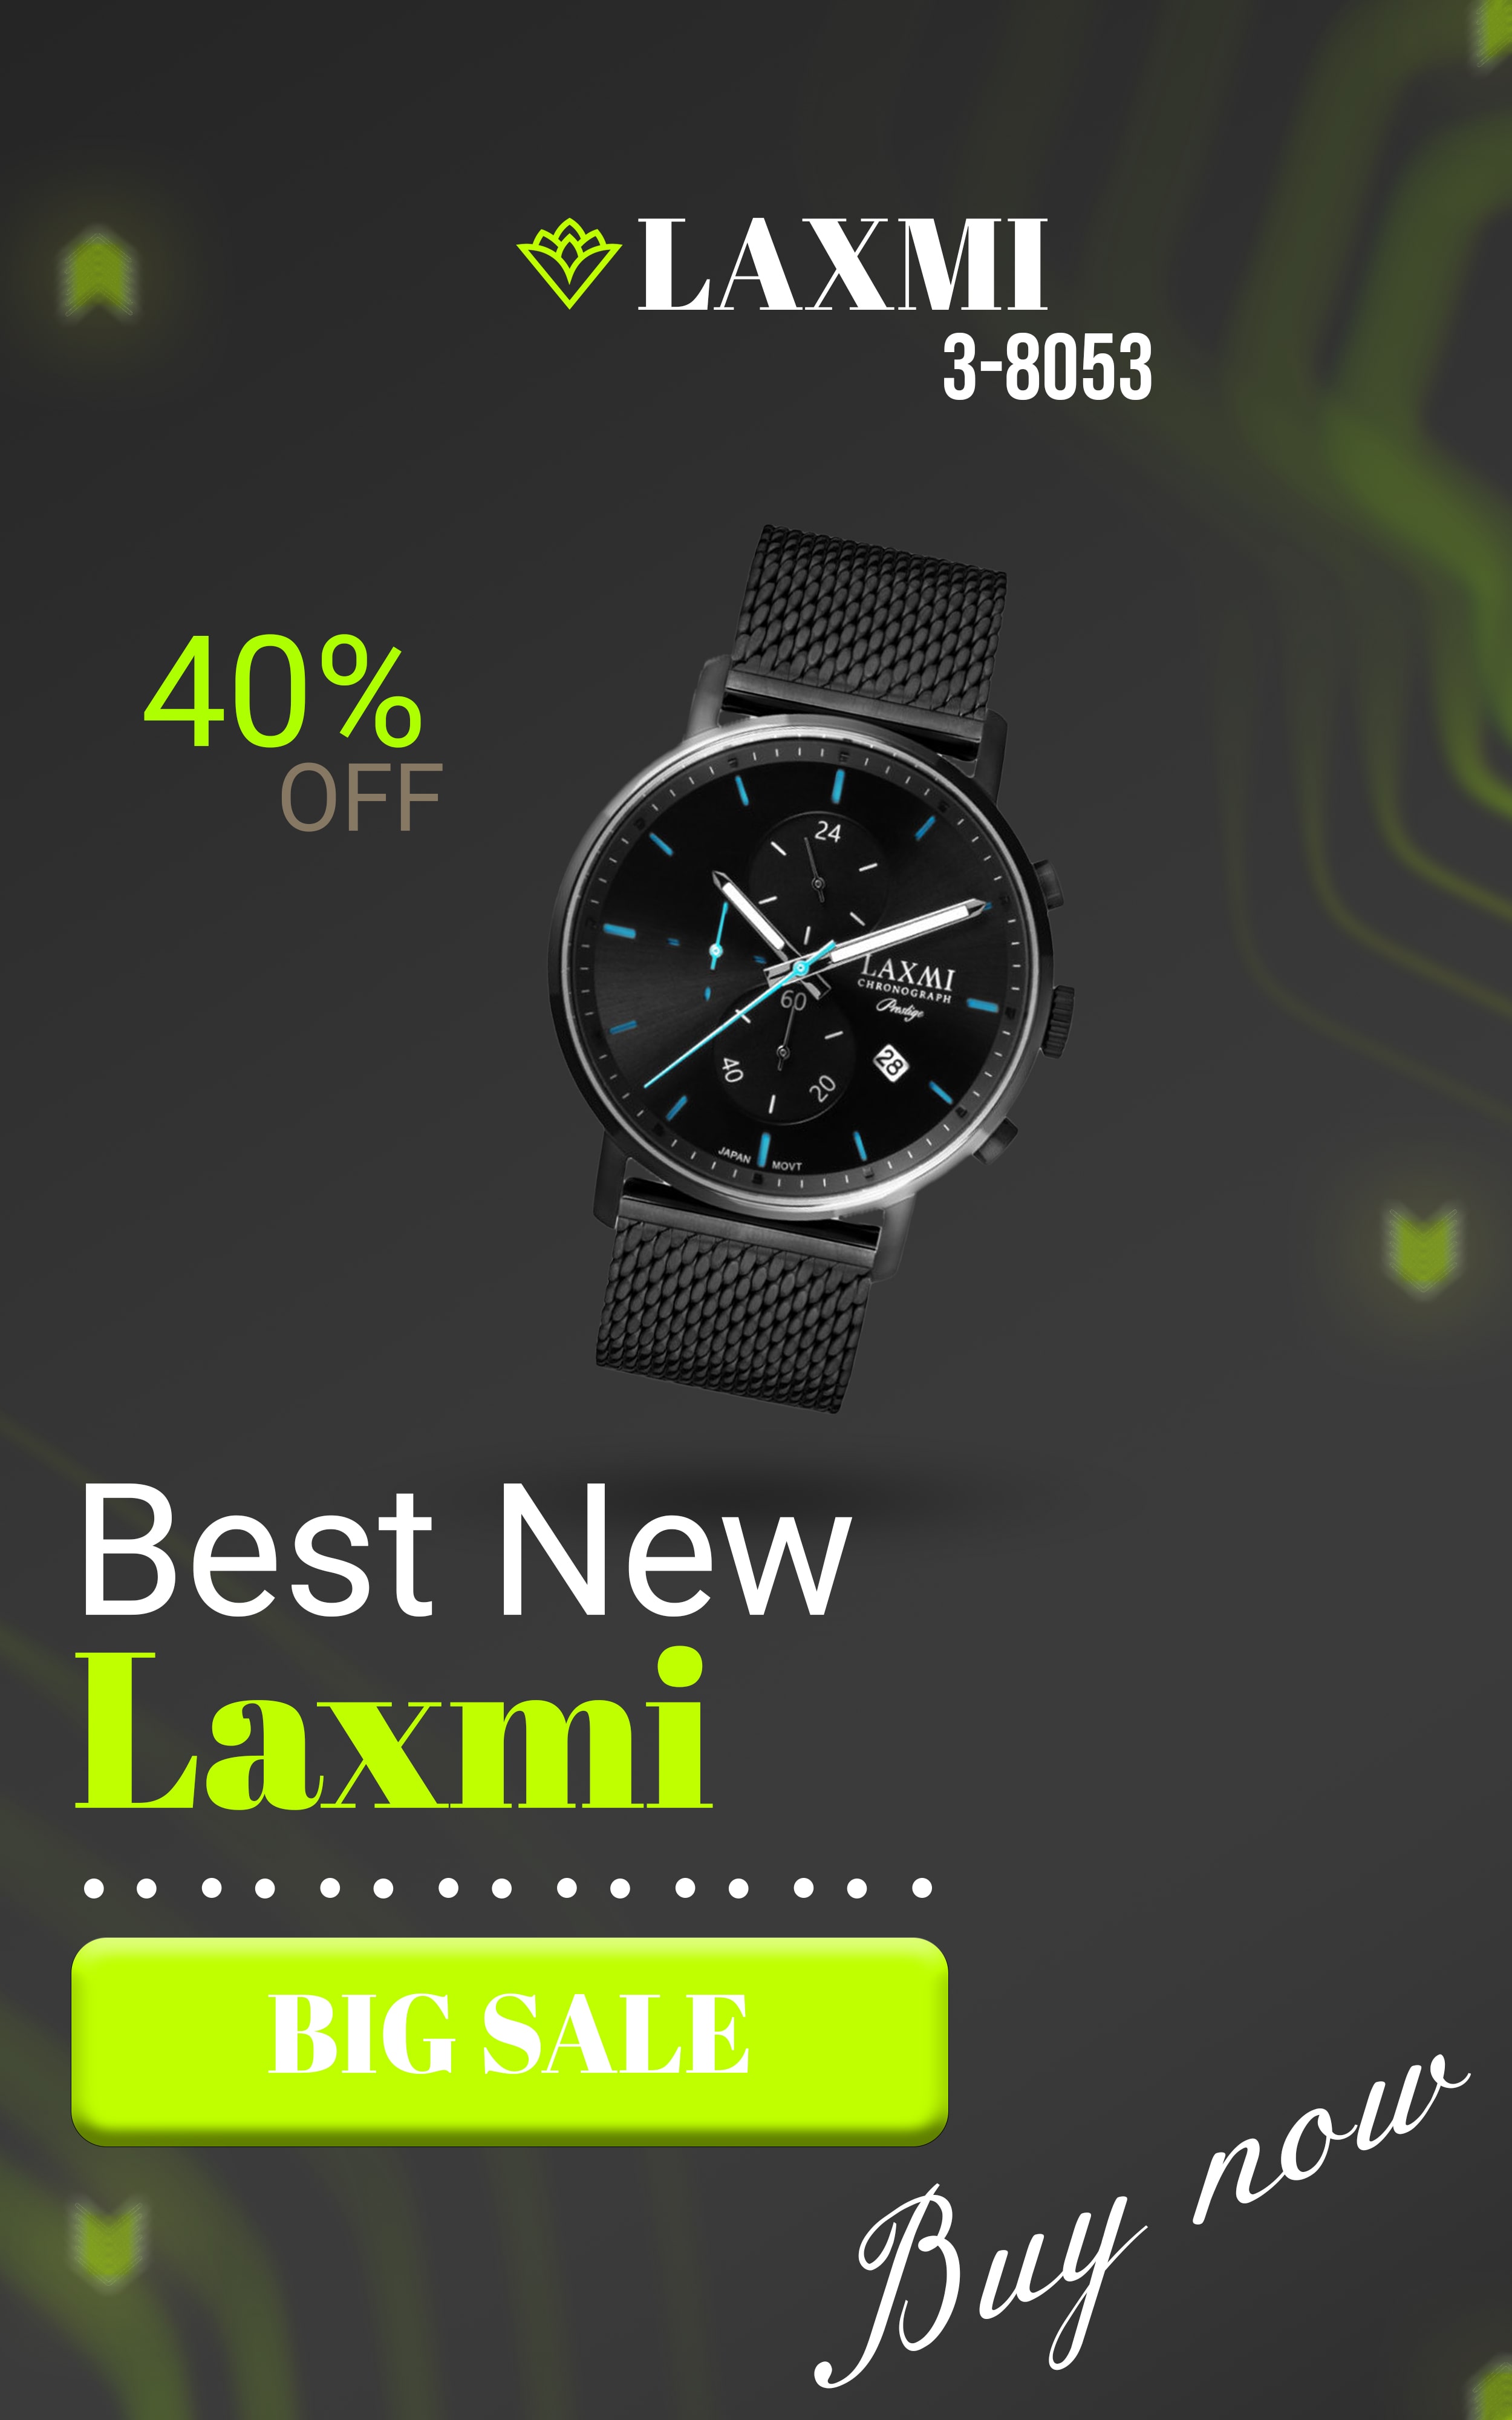 LAXMI
3-8053
40%
OFF
24
LAXMI
CHRONOGRAPH
Prestige
60
28
40
20
JAPAN MOVT
Best New
Laxmi
BIG SALE
Buy now